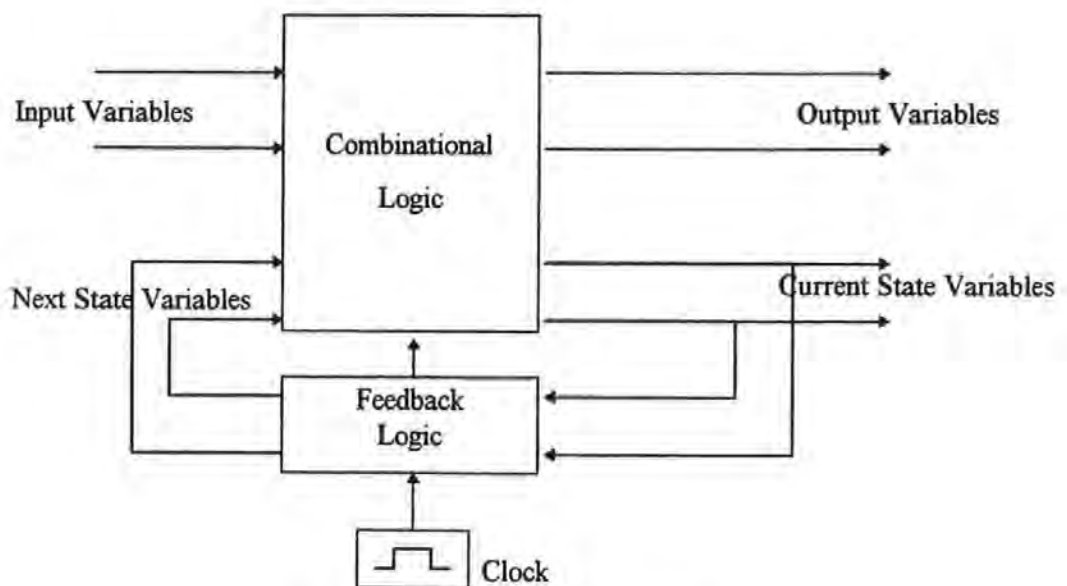 Input Variables
Combinational
Logic
Output Variables
Next State Variables
Current State Variables
Feedback
Logic
Clock